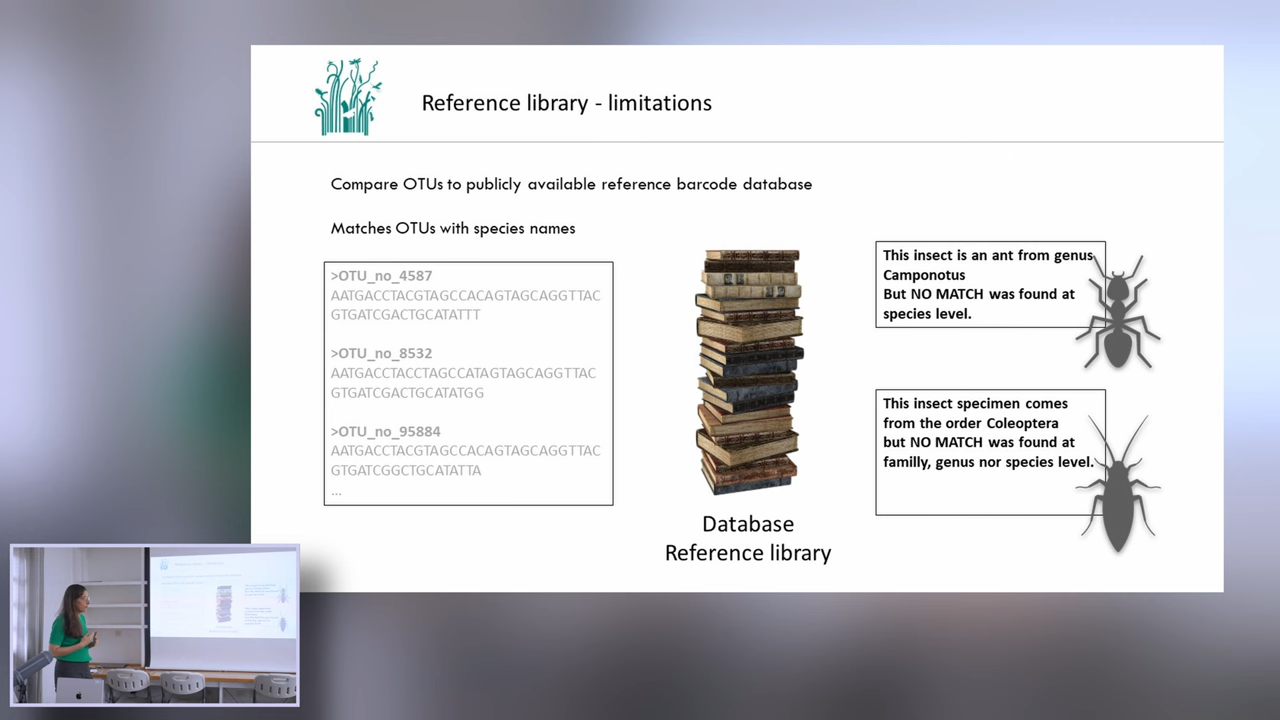 Reference library - limitations
Compare OTUs to publicly available reference barcode database
Matches OTUs with species names
>OTU_no_4587
AATGACCTACGTAGCCACAGTAGCAGGTTAC
GTGATCGACTGCATATTT
>OTU_no_8532
AATGACCTACCTAGCCATAGTAGCAGGTTAC
GTGATCGACTGCATATGG
>OTU_no_95884
AATGACCTACGTAGCCACAGTAGCAGGTTAC
GTGATCGGCTGCATATTA
...
Database
Reference library
This insect is an ant from genus
Camponotus
But NO MATCH was found at
species level.
This insect specimen comes
from the order Coleoptera
but NO MATCH was found at
familly, genus nor species level.